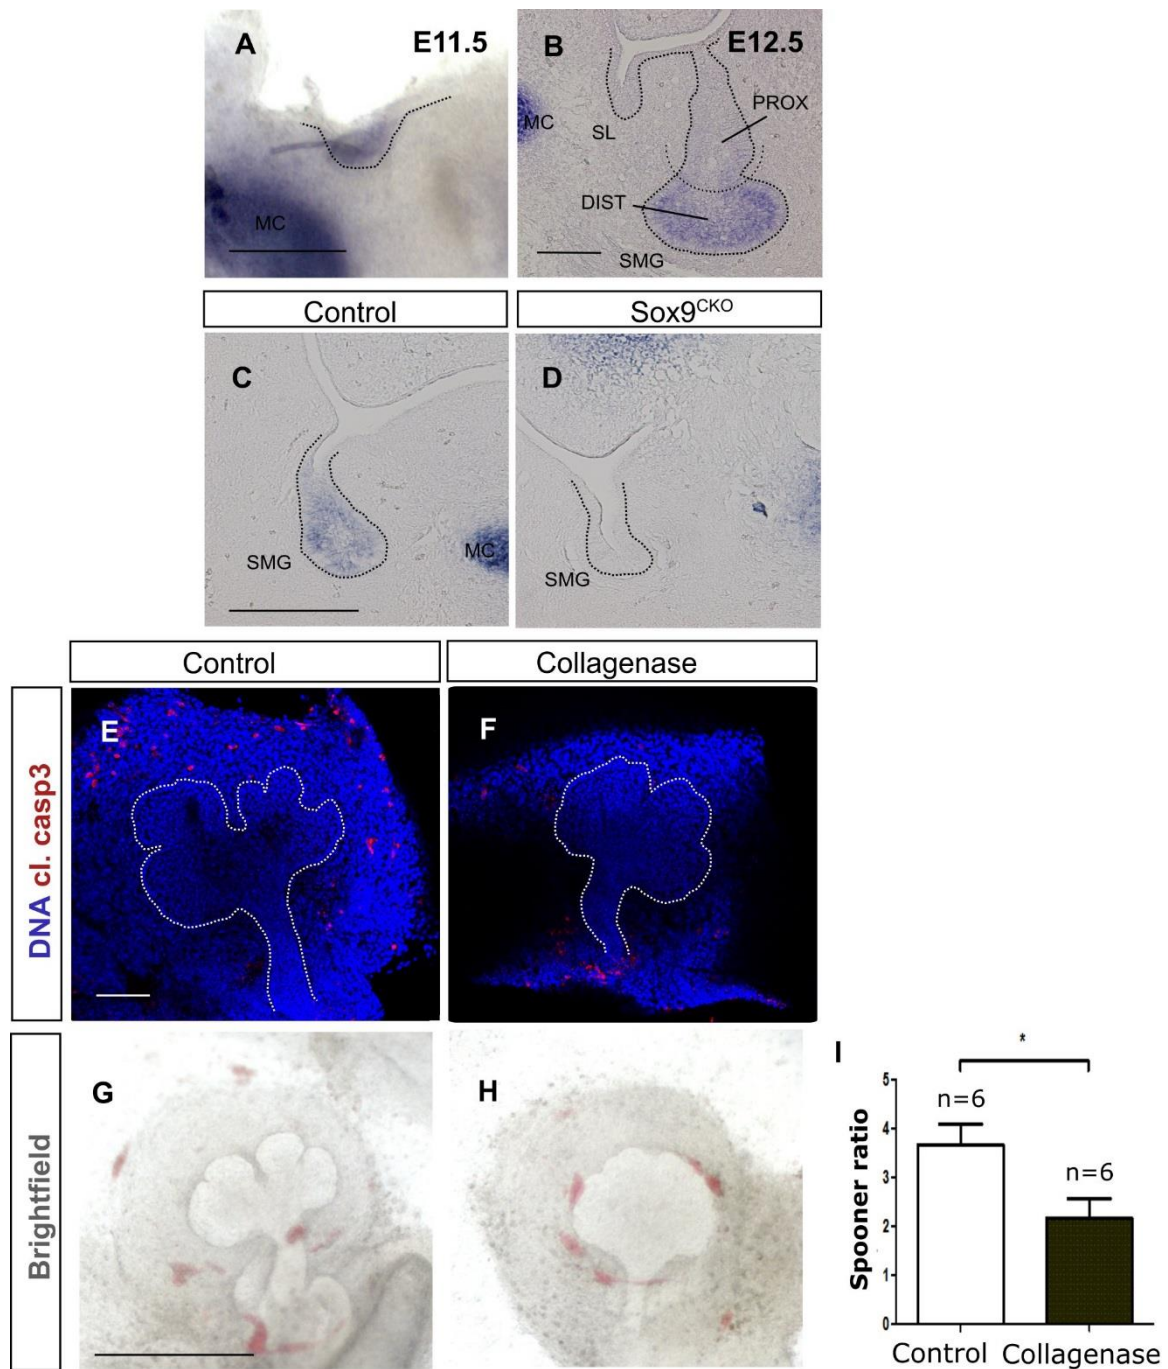 A
E11.5
MC
B
E12.5
MC
SL
PROX
DIST
SMG
Control
Sox9CKO
C
SMG
MC
D
SMG
Control
Collagenase
DNA cl. casp3
E
F
Brightfield
G
H
I
*
Spooner ratio
5
4
3
2
1
0
n=6
n=6
Control
Collagenase